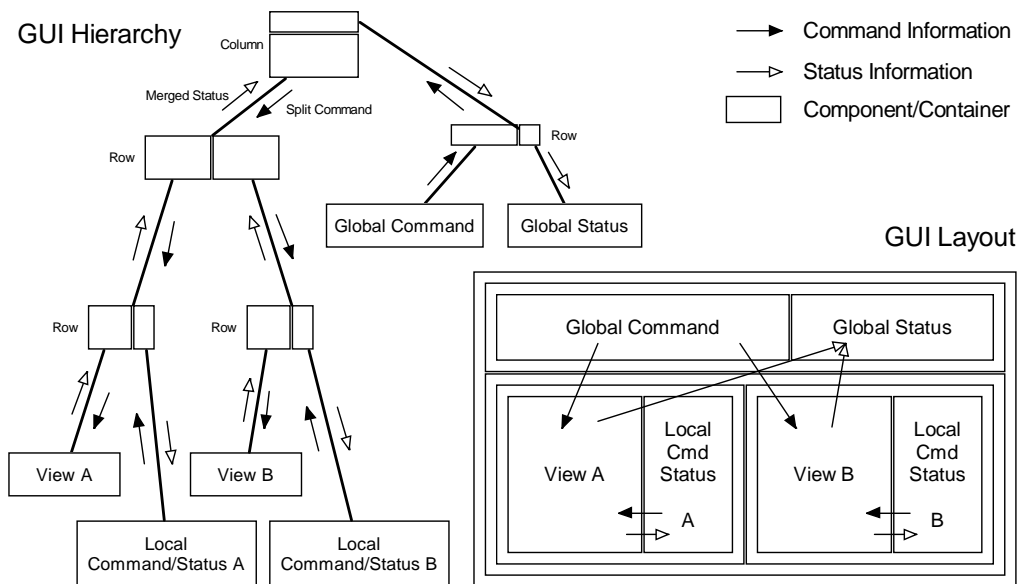 GUI Hierarchy
Column
Merged Status
Split Command
Row
Row
Global Command
Global Status
Row
Row
View A
View B
Local
Command/Status A
Local
Command/Status B
Command Information
Status Information
Component/Container
GUI Layout
Global Command
Global Status
View A
Local
Cmd
Status
A
View B
Local
Cmd
Status
B